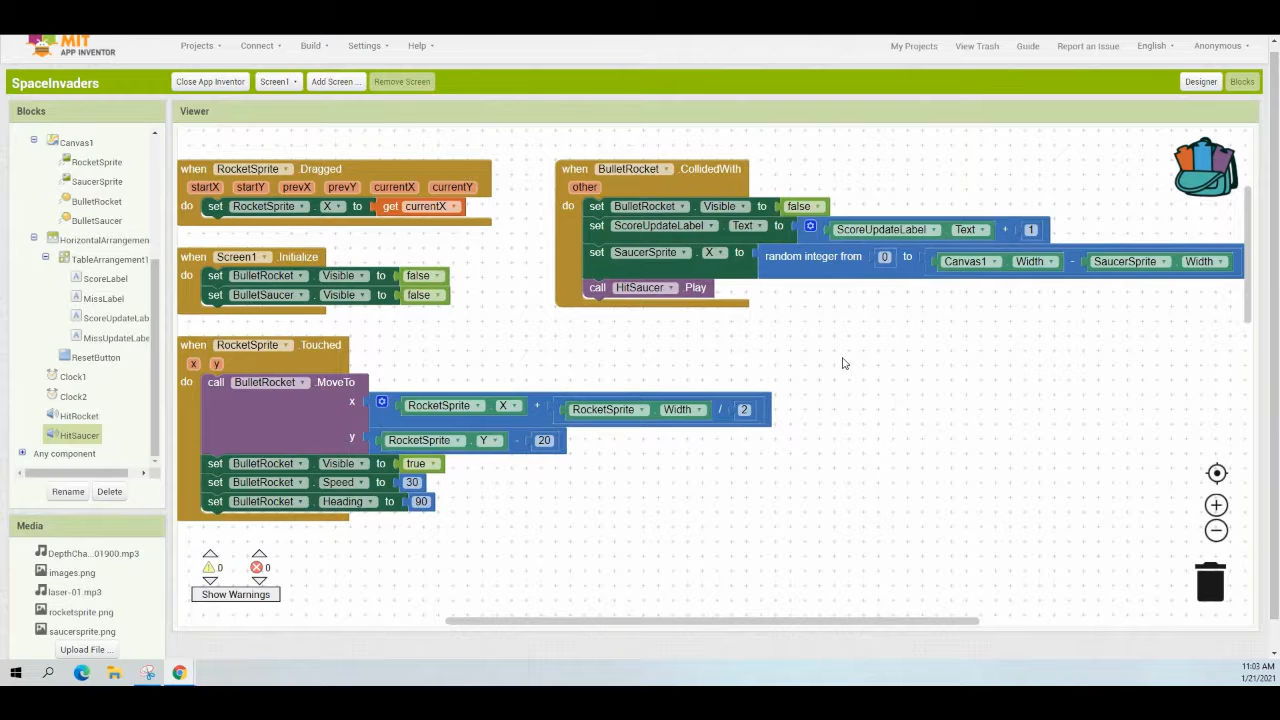 MIT
APP INVENTOR
Projects Connect Build Settings Help My Projects View Trash Guide Report an Issue English Anonymous
SpaceInvaders Close App Inventor Screen1 Add Screen ... Remove Screen Designer Blocks
Blocks
Canvas1
RocketSprite
SaucerSprite
BulletRocket
BulletSaucer
HorizontalArrangemen
TableArrangement1
ScoreLabel
MissLabel
ScoreUpdateLab
MissUpdateLabe
ResetButton
Clock1
Clock2
HitRocket
HitSaucer
Any component
Rename Delete
Media
DepthCha...01900.mp3
images.png
laser-01.mp3
rocketsprite.png
saucersprite.png
Upload File ...
Viewer
when RocketSprite .Dragged
startX startY prevX prevY currentX currentY
do set RocketSprite . X to get currentX
when Screen1 .Initialize
do set BulletRocket . Visible to false
set BulletSaucer . Visible to false
when RocketSprite .Touched
x y
do call BulletRocket .MoveTo
x RocketSprite . X + RocketSprite . Width / 2
y RocketSprite . Y - 20
set BulletRocket . Visible to true
set BulletRocket . Speed to 30
set BulletRocket . Heading to 90
when BulletRocket .CollidedWith
other
do set BulletRocket . Visible to false
set ScoreUpdateLabel . Text to ScoreUpdateLabel . Text + 1
set SaucerSprite . X to random integer from 0 to Canvas1 . Width - SaucerSprite . Width
call HitSaucer .Play
0 0
Show Warnings
11:03 AM
1/21/2021